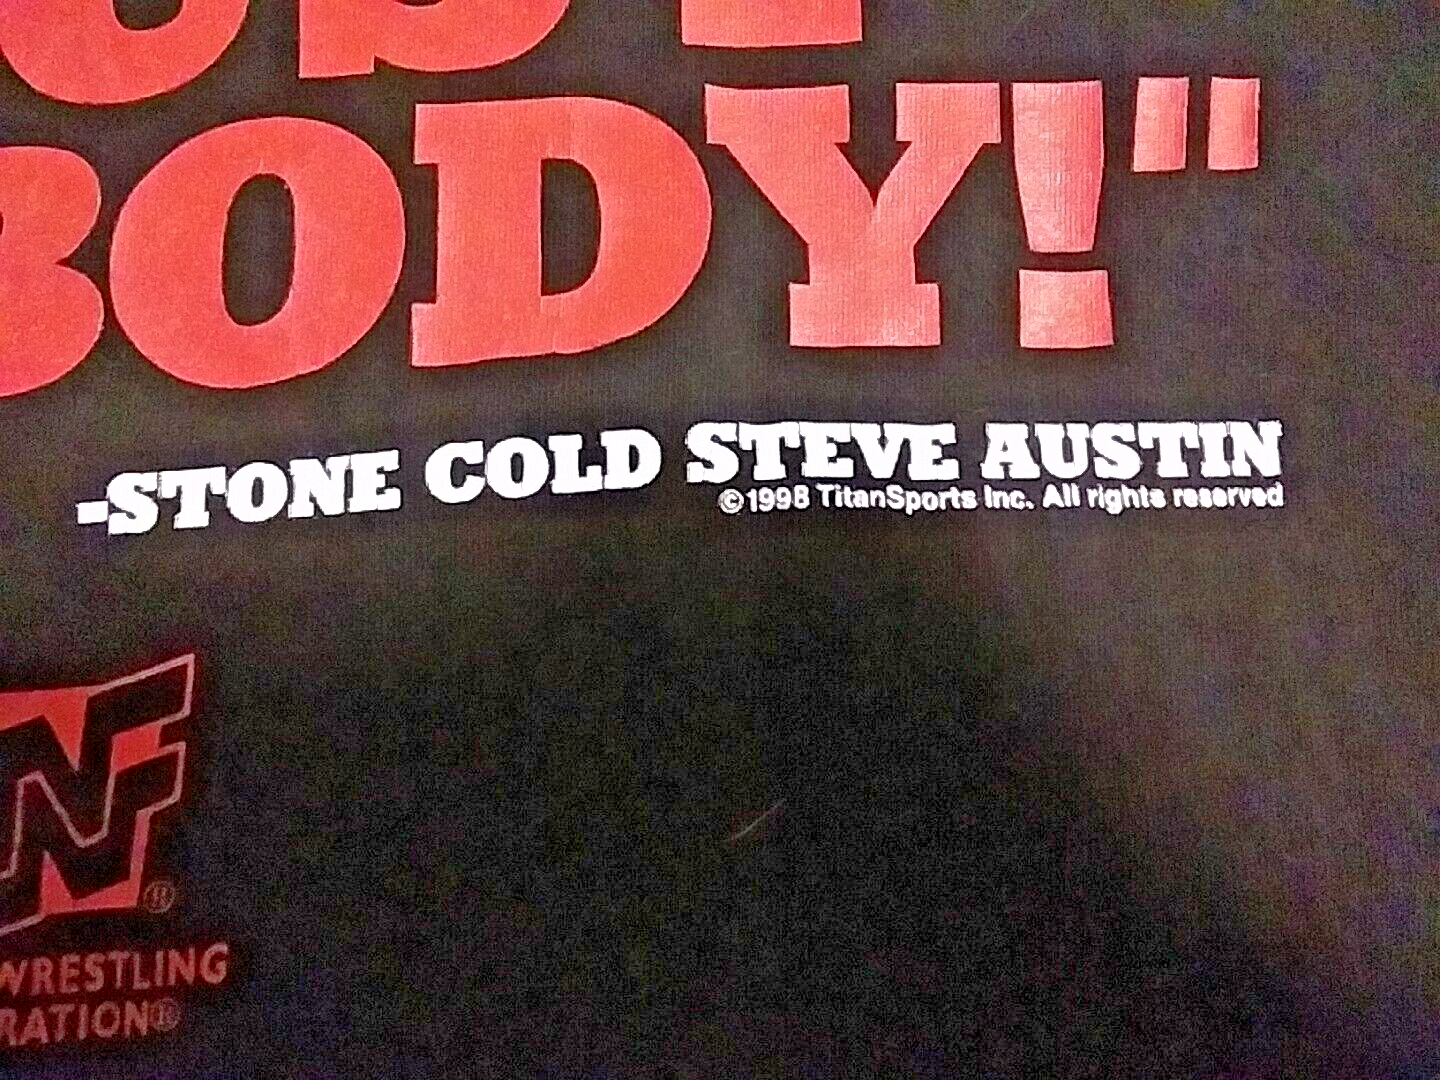 BODY!"
-STONE COLD STEVE AUSTIN
©1998 TitanSports Inc. All rights reserved
WRESTLING
RATION®